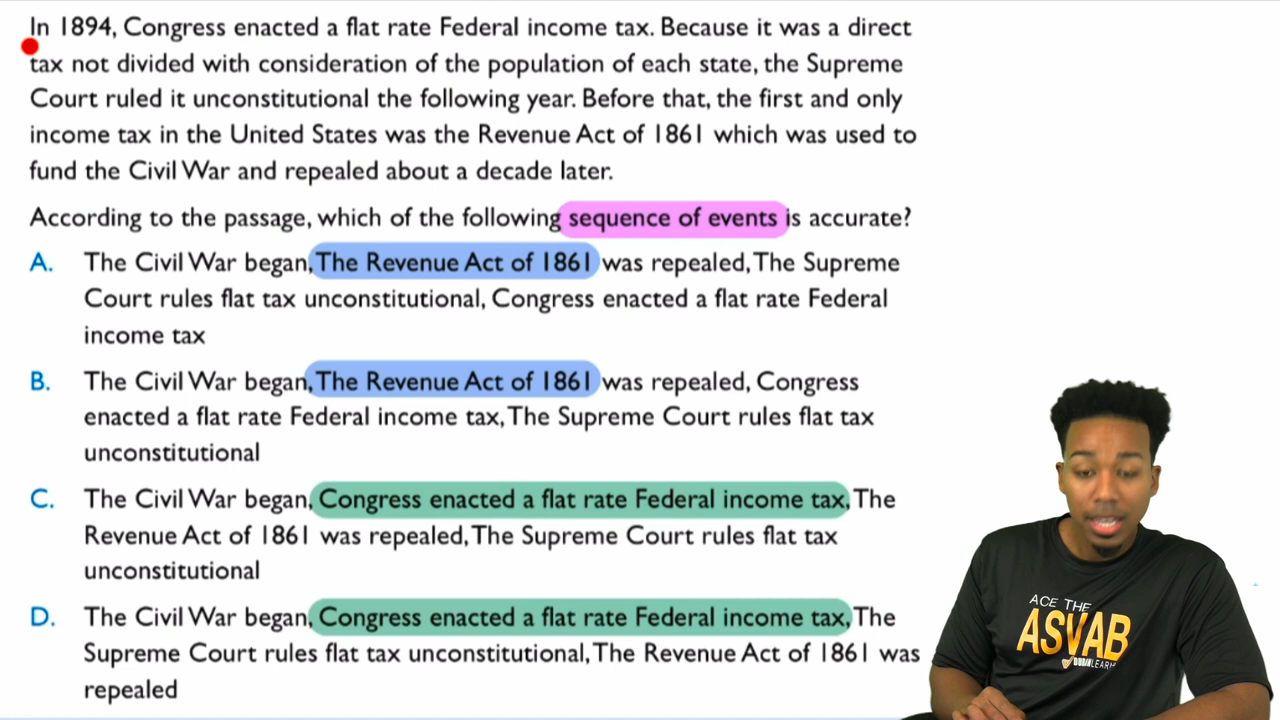 In 1894, Congress enacted a flat rate Federal income tax. Because it was a direct
tax not divided with consideration of the population of each state, the Supreme
Court ruled it unconstitutional the following year. Before that, the first and only
income tax in the United States was the Revenue Act of 1861 which was used to
fund the Civil War and repealed about a decade later.
According to the passage, which of the following sequence of events is accurate?
A. The Civil War began, The Revenue Act of 1861 was repealed, The Supreme
Court rules flat tax unconstitutional, Congress enacted a flat rate Federal
income tax
B. The Civil War began, The Revenue Act of 1861 was repealed, Congress
enacted a flat rate Federal income tax, The Supreme Court rules flat tax
unconstitutional
C. The Civil War began, Congress enacted a flat rate Federal income tax, The
Revenue Act of 1861 was repealed, The Supreme Court rules flat tax
unconstitutional
D. The Civil War began, Congress enacted a flat rate Federal income tax, The
Supreme Court rules flat tax unconstitutional, The Revenue Act of 1861 was
repealed
ACE THE
ASVAB